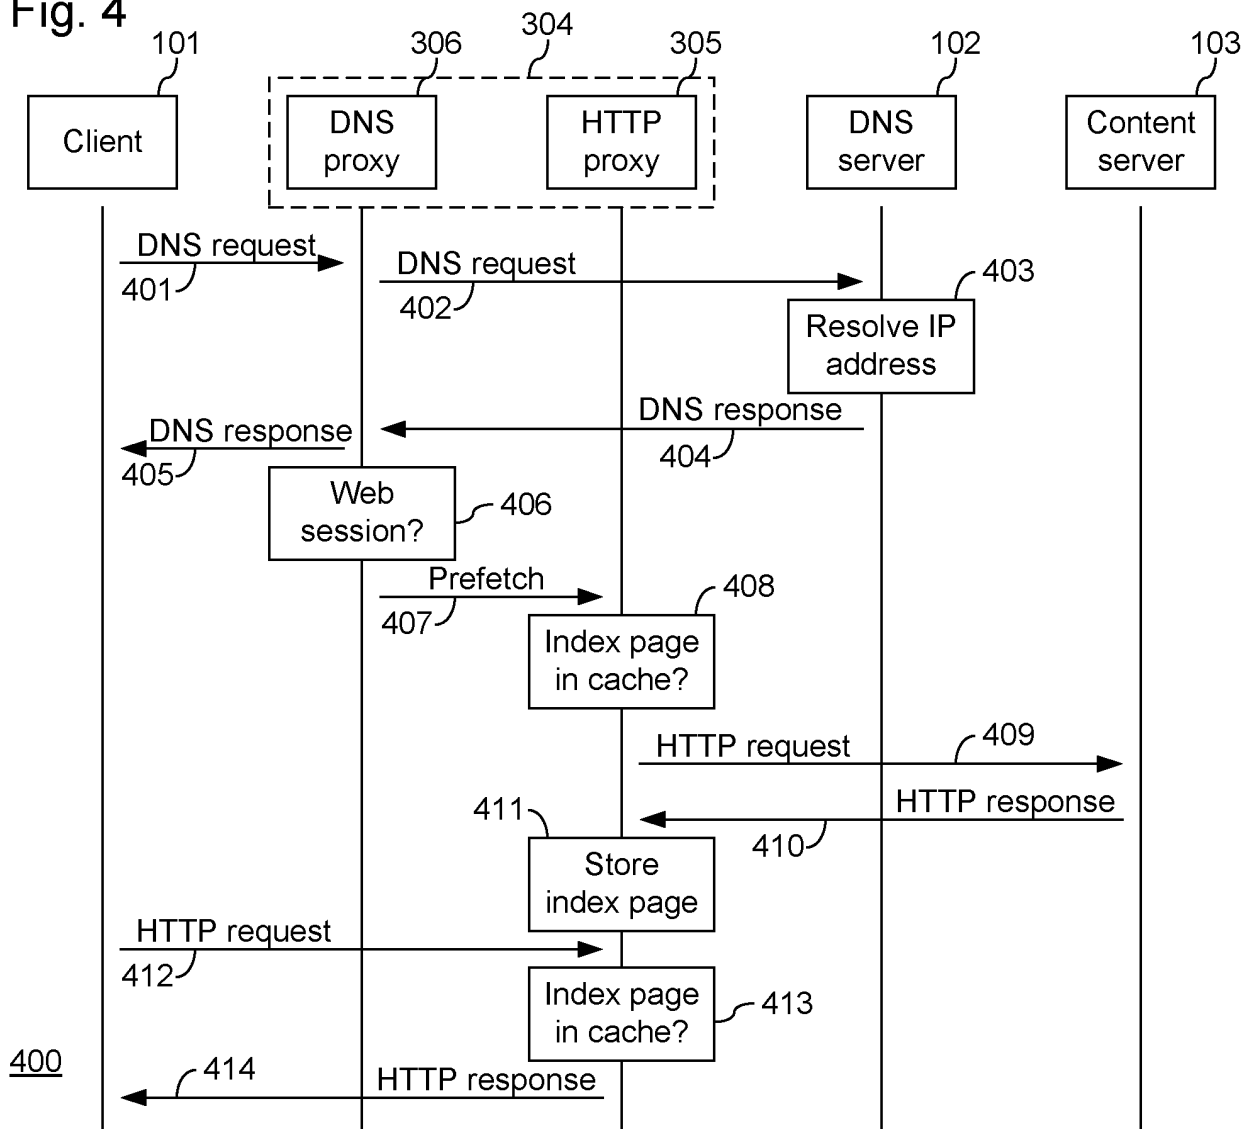 Fig. 4
304
101
306
305
102
103
Client
DNS
proxy
HTTP
proxy
DNS
server
Content
server
DNS request
401
DNS request
402
403
Resolve IP
address
DNS response
404
DNS response
405
Web
session?
406
Prefetch
407
408
Index page
in cache?
HTTP request
409
HTTP response
410
411
Store
index page
HTTP request
412
Index page
in cache?
413
400
414
HTTP response